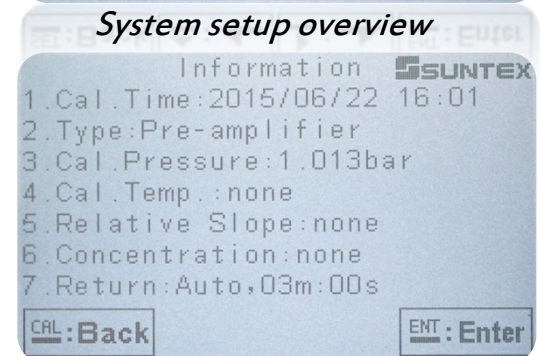 System setup overview
Information SUNTEX
1.Cal.Time:2015/06/22 16:01
2.Type:Pre-amplifier
3.Cal.Pressure:1.013bar
4.Cal.Temp.:none
5.Relative Slope:none
6.Concentration:none
7.Return:Auto,03m:00s
CAL:Back ENT:Enter